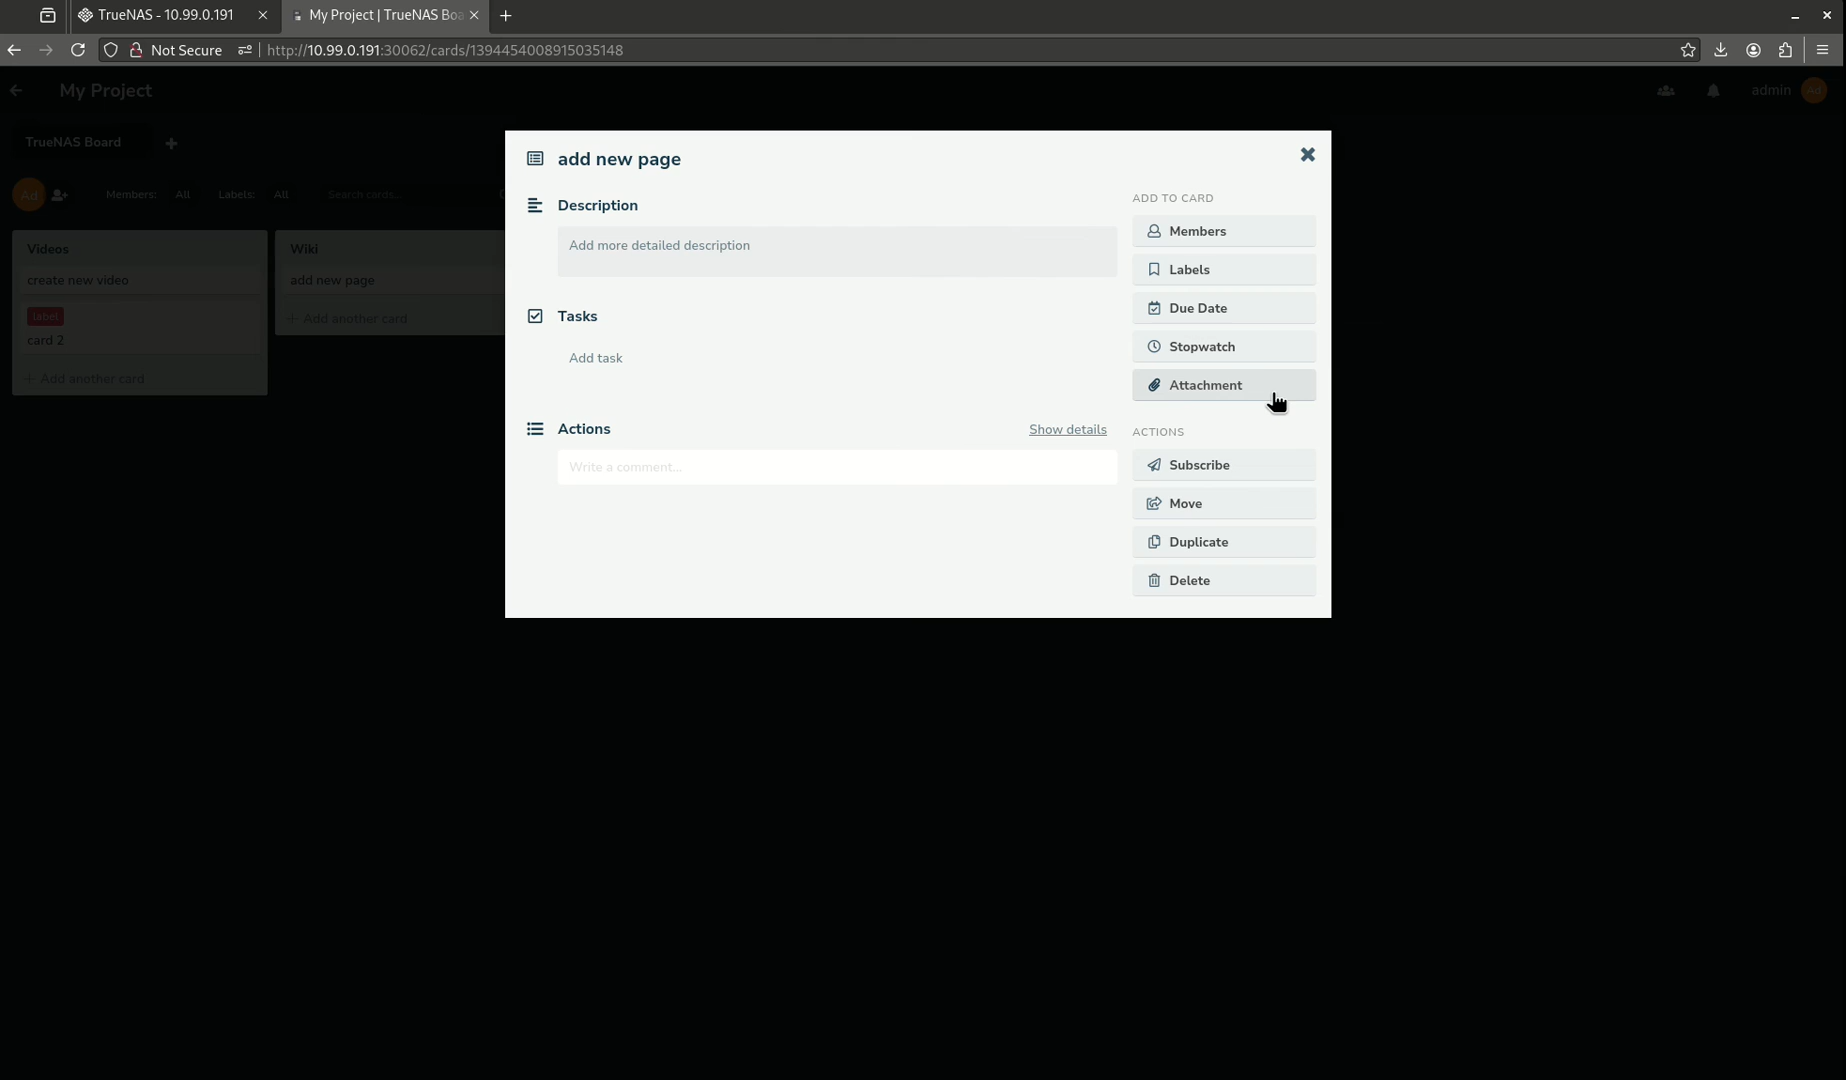 TrueNAS - 10.99.0.191
My Project | TrueNAS Boa
Not Secure
http://10.99.0.191:30062/cards/1394454008915035148
My Project
admin
Ad
TrueNAS Board
Ad
Members: All
Labels: All
Search cards...
Videos
create new video
label
card 2
+ Add another card
Wiki
add new page
+ Add another card
add new page
Description
Add more detailed description
Tasks
Add task
Actions
Show details
Write a comment...
ADD TO CARD
Members
Labels
Due Date
Stopwatch
Attachment
ACTIONS
Subscribe
Move
Duplicate
Delete